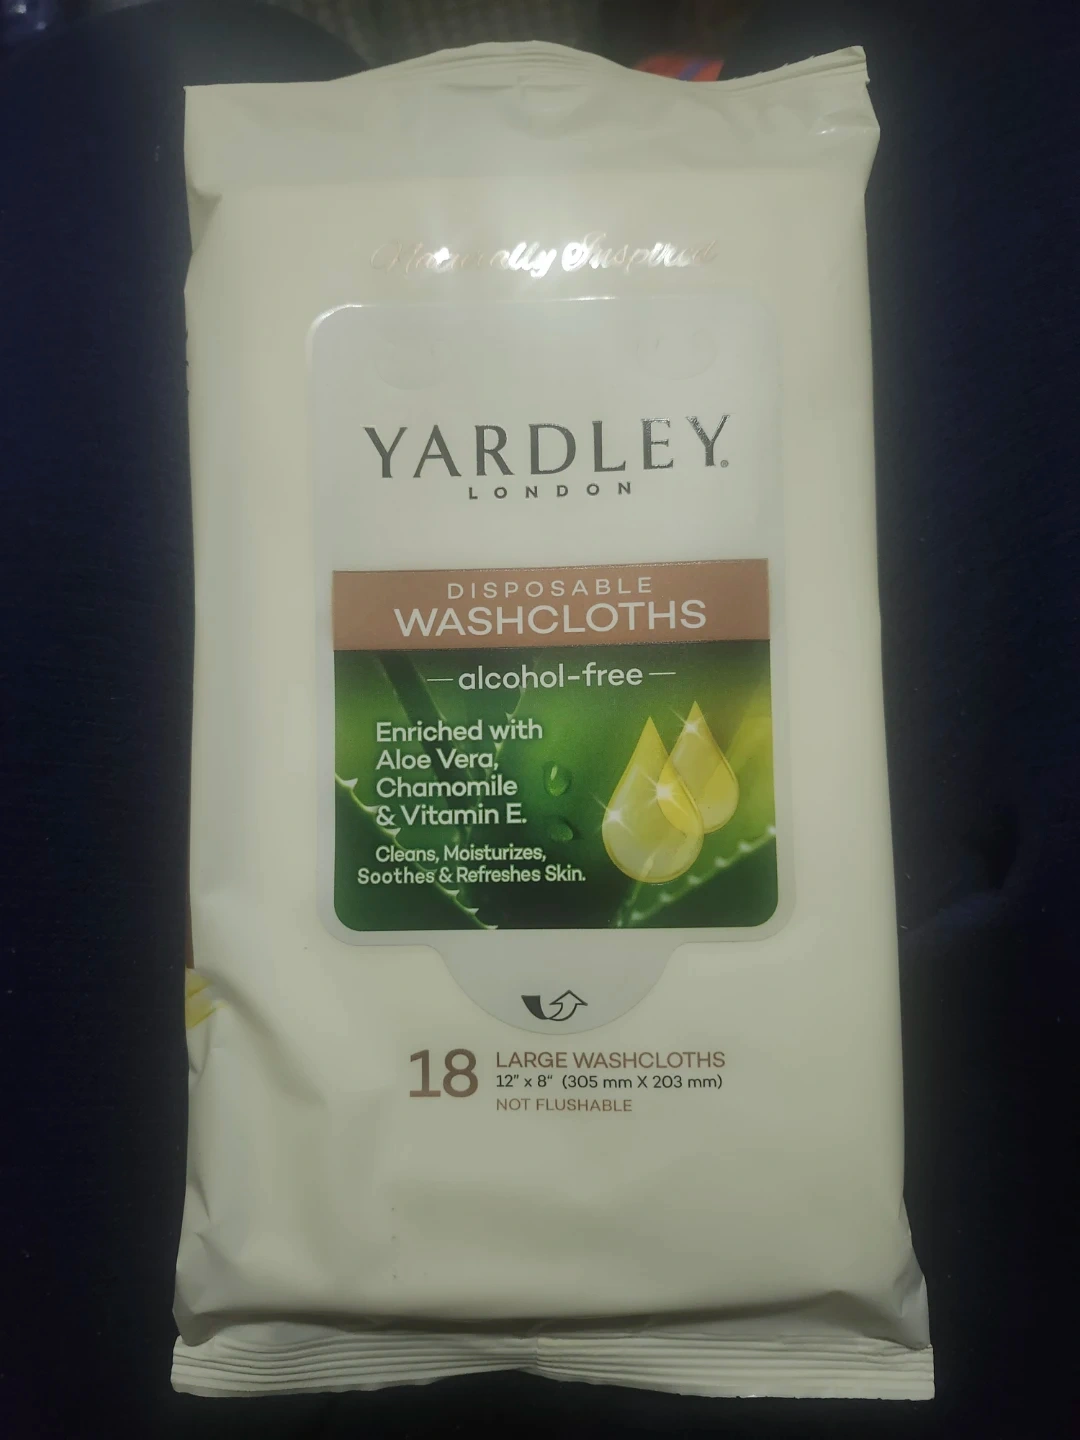 Naturally Inspired
YARDLEY®
LONDON
DISPOSABLE
WASHCLOTHS
—alcohol-free—
Enriched with
Aloe Vera,
Chamomile
& Vitamin E.
Cleans, Moisturizes,
Soothes & Refreshes Skin.
18
LARGE WASHCLOTHS
12" x 8" (305 mm X 203 mm)
NOT FLUSHABLE